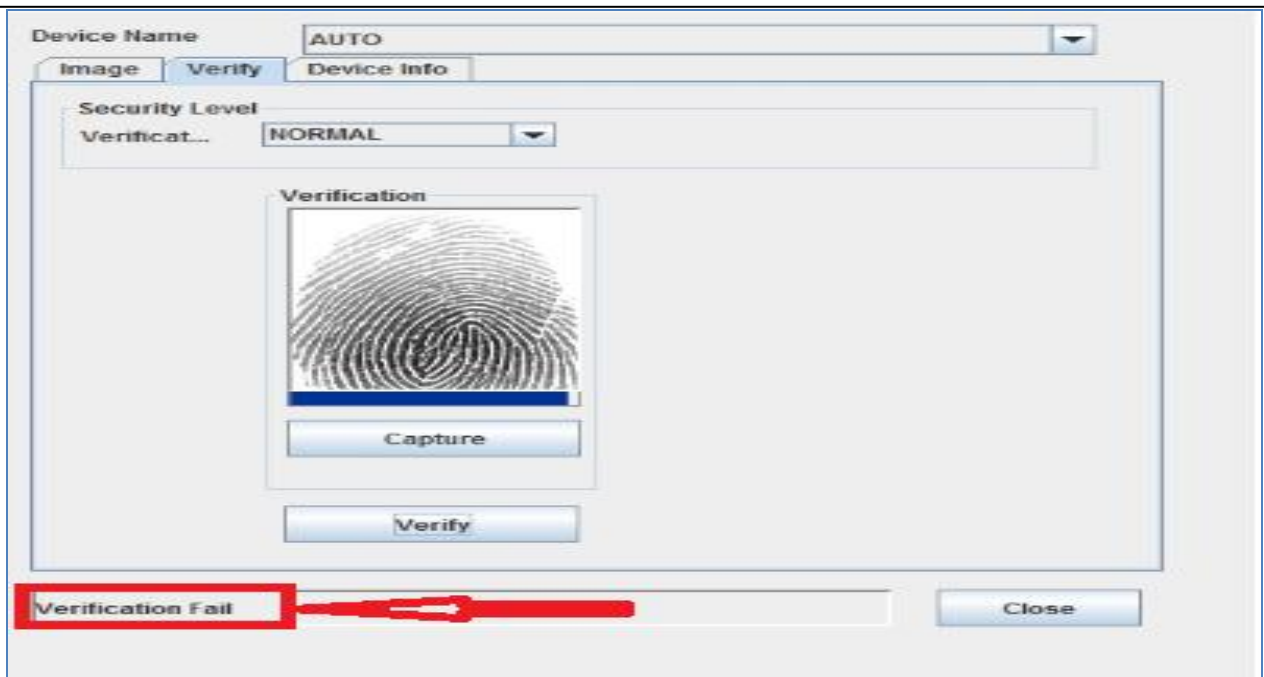 Device Name AUTO
Image Verify Device Info
Security Level
Verificat... NORMAL
Verification
Capture
Verify
Verification Fail Close